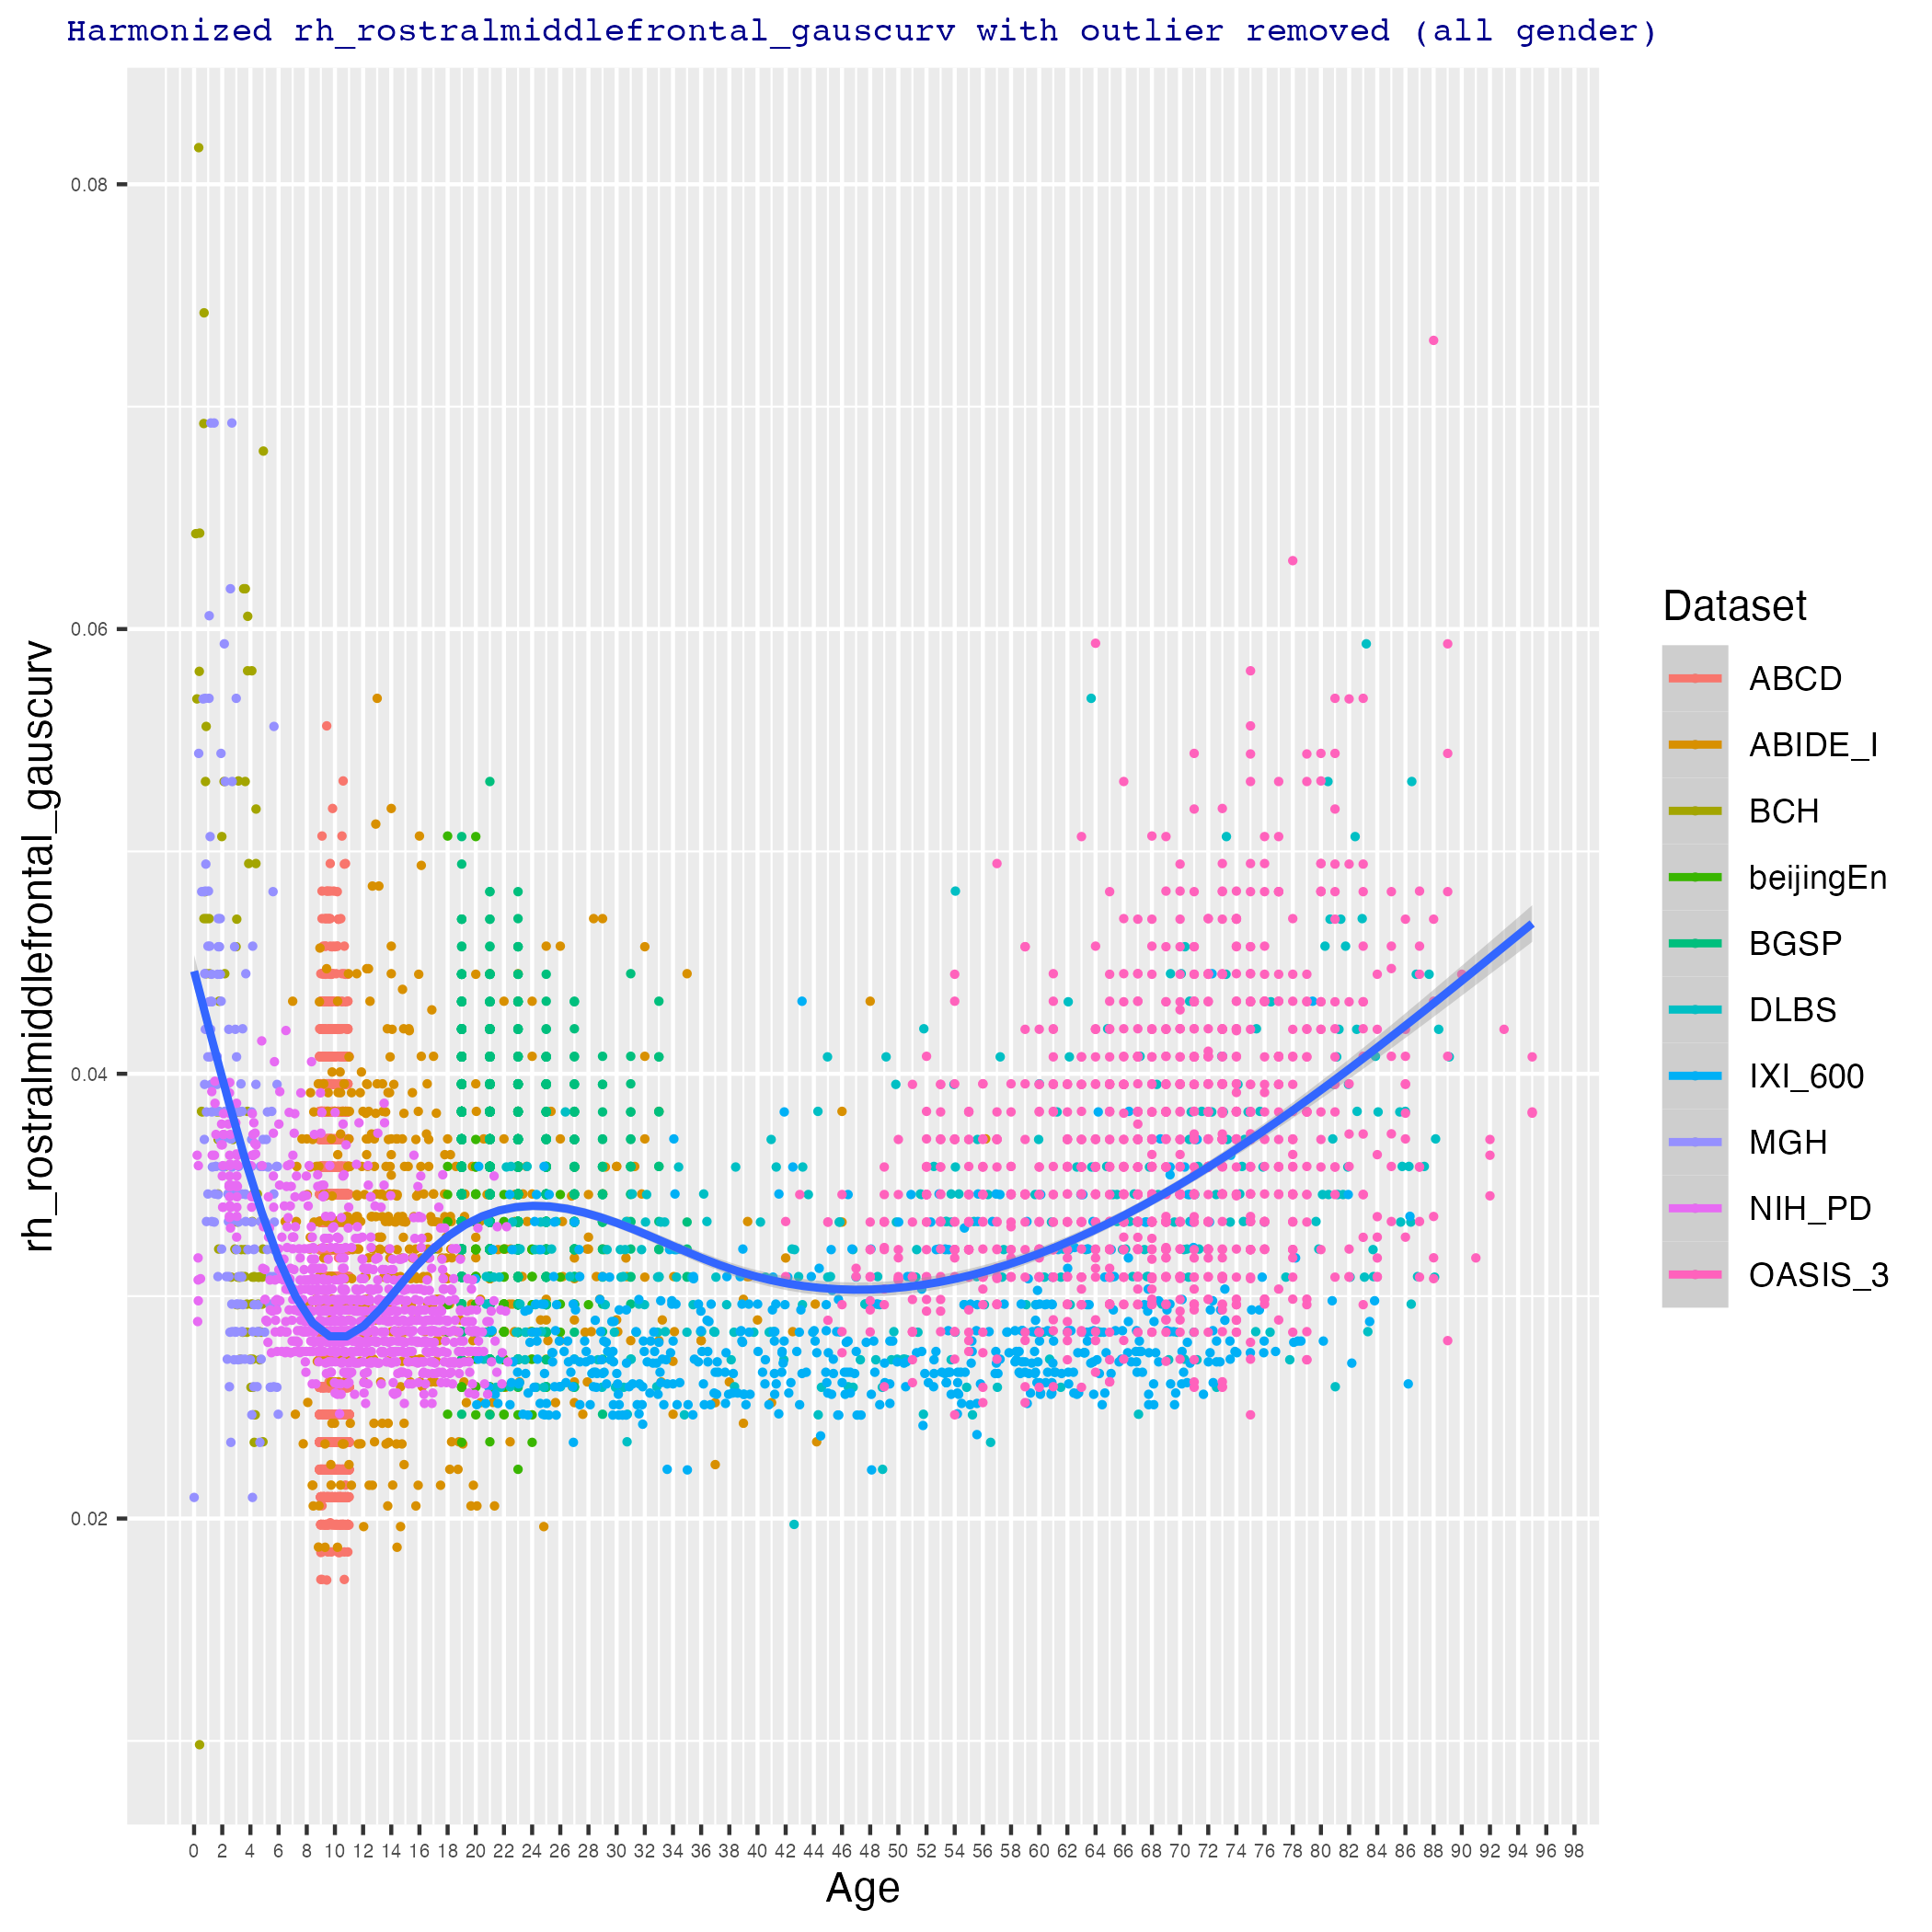 Harmonized rh_rostralmiddlefrontal_gauscurv with outlier removed (all gender)
rh_rostralmiddlefrontal_gauscurv
0.08
0.06
0.04
0.02
0 2 4 6 8 10 12 14 16 18 20 22 24 26 28 30 32 34 36 38 40 42 44 46 48 50 52 54 56 58 60 62 64 66 68 70 72 74 76 78 80 82 84 86 88 90 92 94 96 98
Age
Dataset
ABCD
ABIDE_I
BCH
beijingEn
BGSP
DLBS
IXI_600
MGH
NIH_PD
OASIS_3